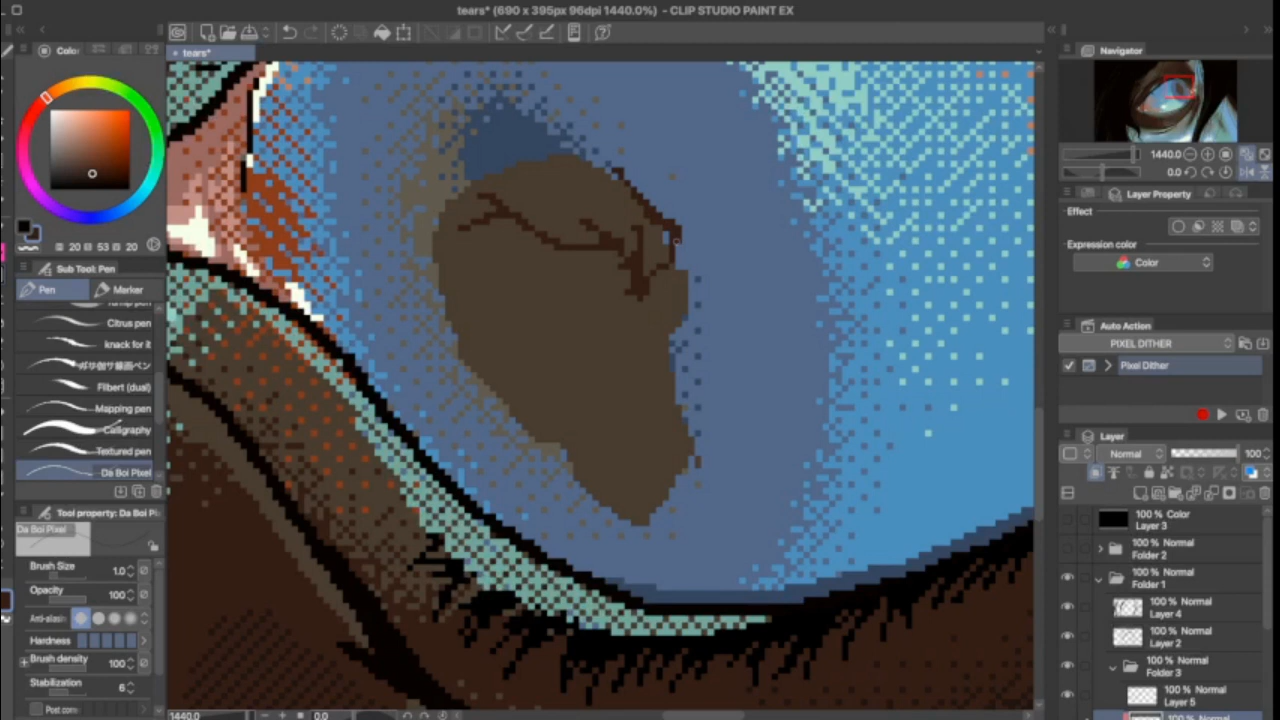 tears* (690 x 395px 96dpi 1440.0%) - CLIP STUDIO PAINT EX
Color
tears*
Navigator
1440.0
0.0
Layer Property
Effect
Expression color
Color
20 53 20
Sub Tool: Pen
Pen Marker
Citrus pen
knack for it
Filbert (dual)
Mapping pen
Calligraphy
Textured pen
Da Boi Pixel
Tool property: Da Boi Pi
Da Boi Pixel
Brush Size 1.0
Opacity 100
Anti-aliasin
Hardness
Brush density 100
Stabilization 6
Post corre
Auto Action
PIXEL DITHER
Pixel Dither
Layer
Normal 100
100 % Color
Layer 3
100 % Normal
Folder 2
100 % Normal
Folder 1
100 % Normal
Layer 4
100 % Normal
Layer 2
100 % Normal
Folder 3
100 % Normal
Layer 5
100 % Normal
1440.0 0.0